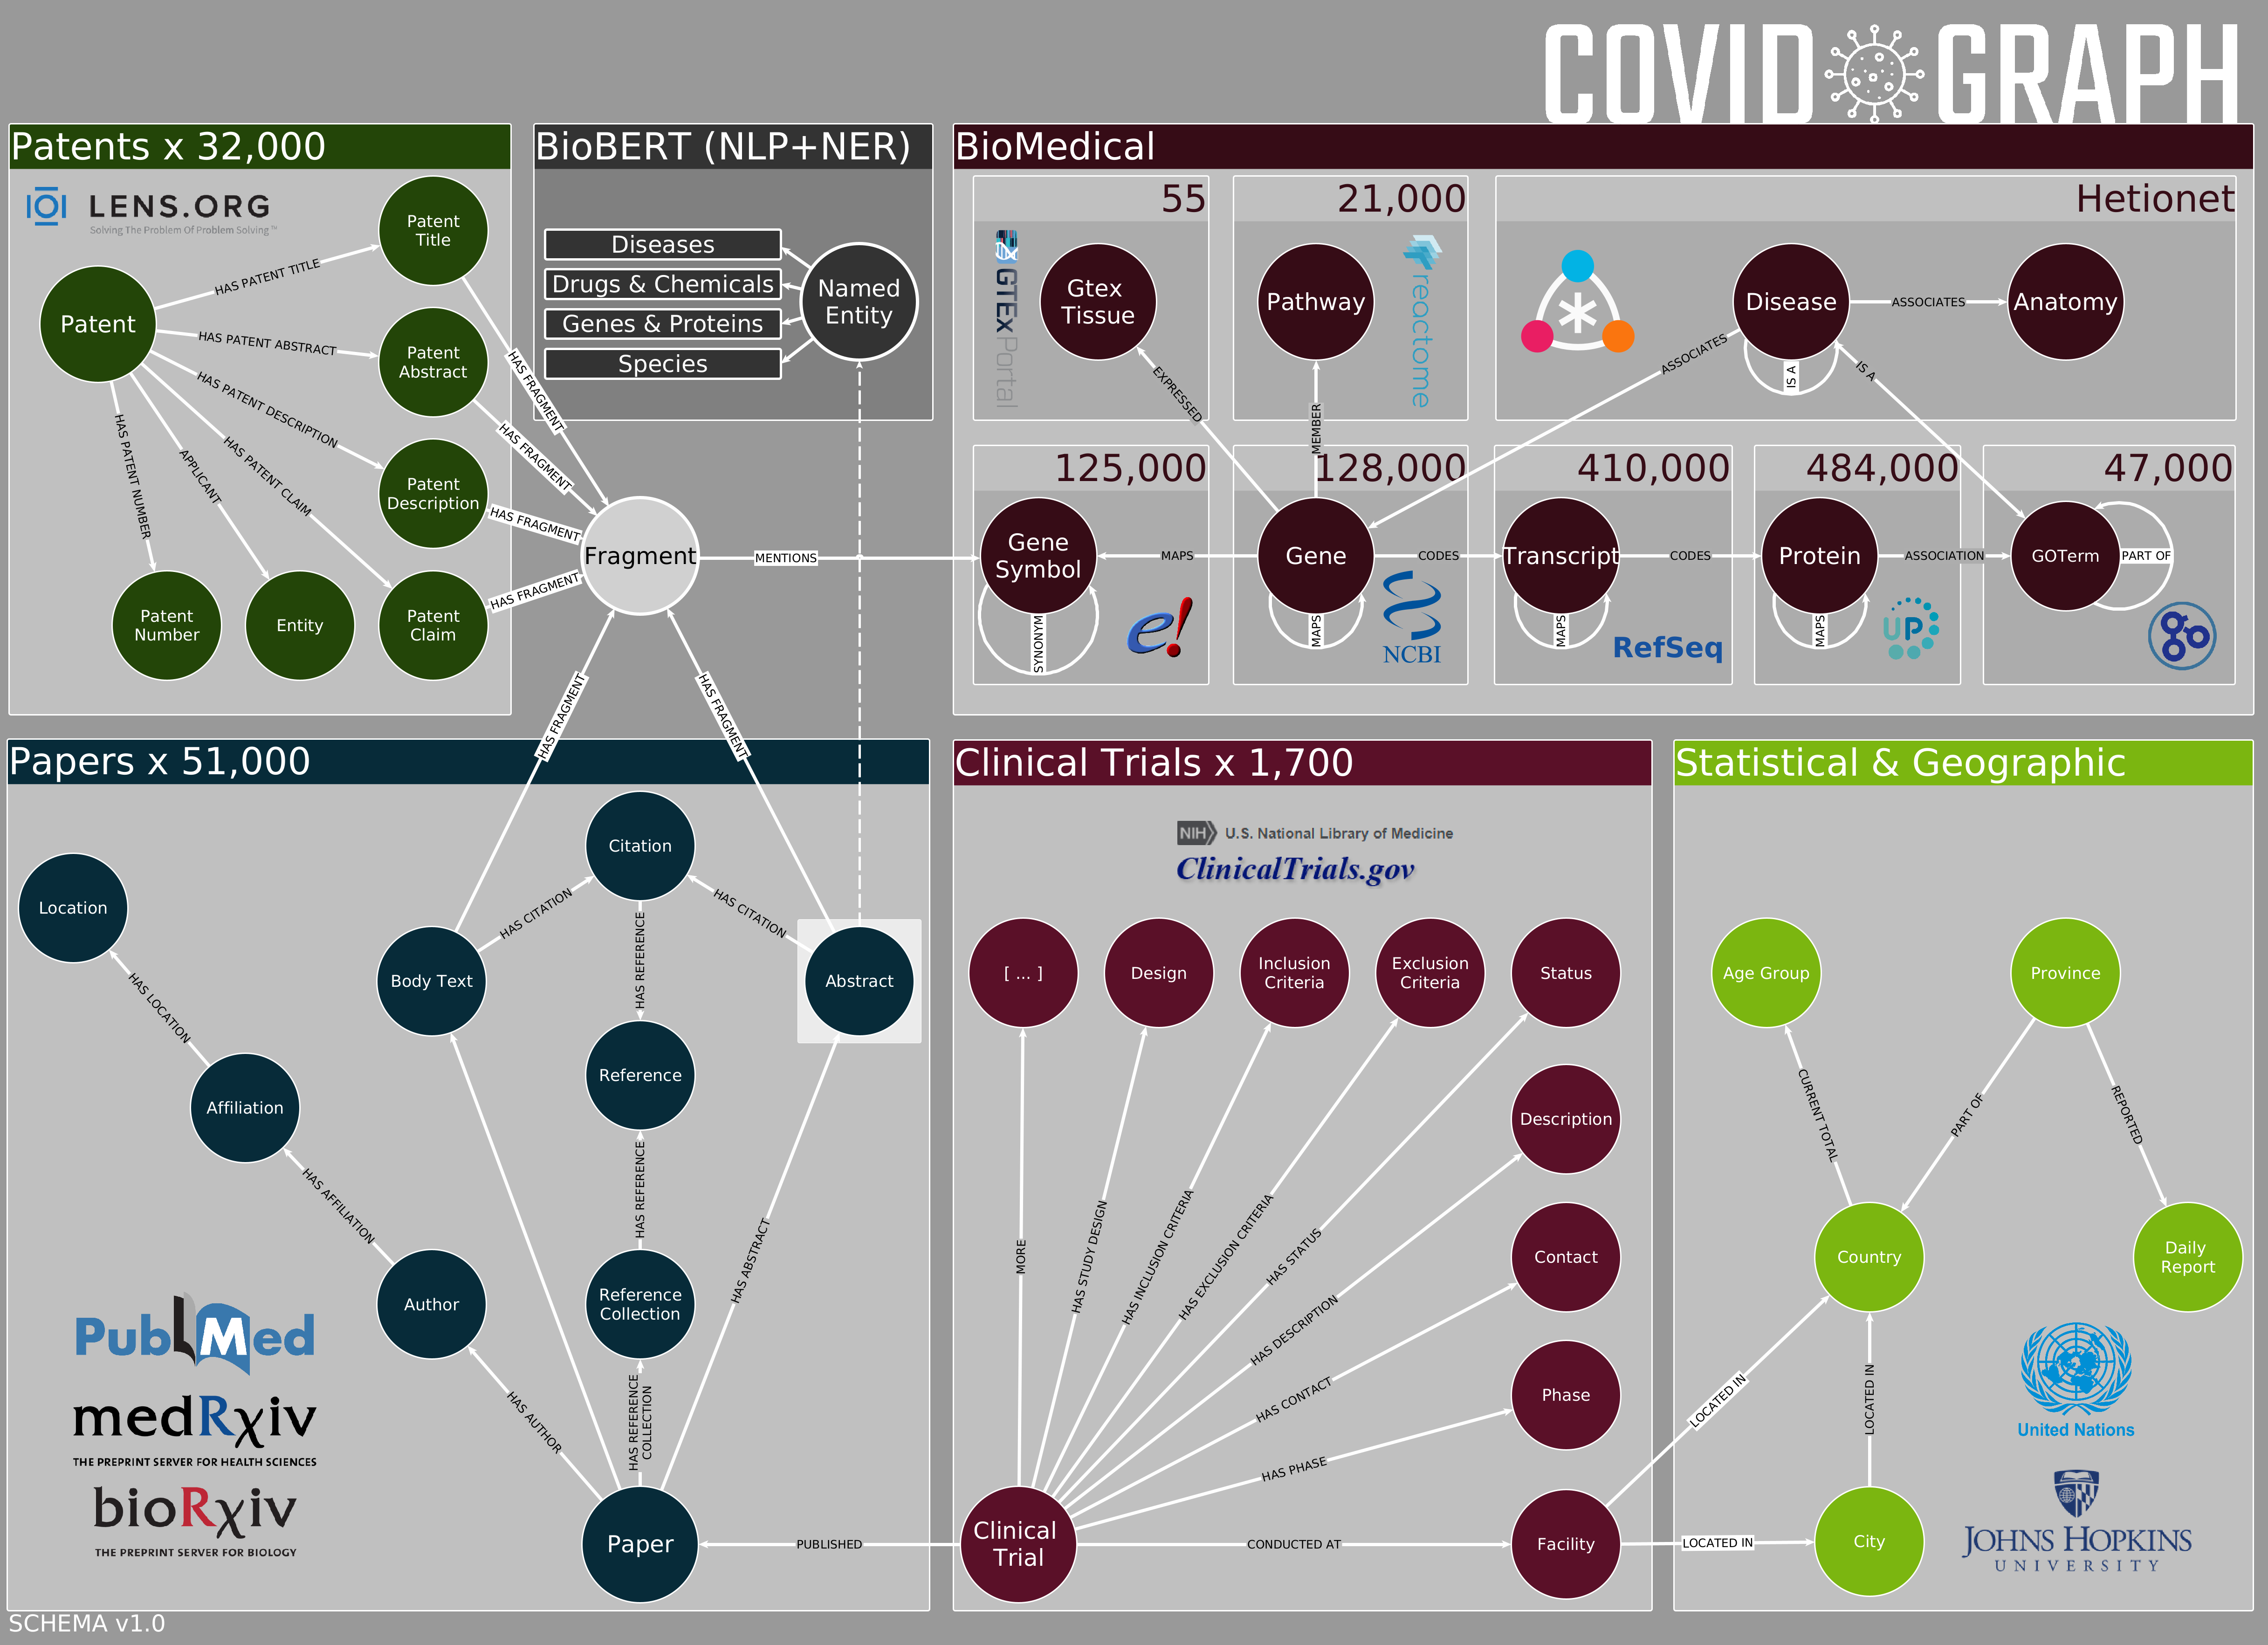 COVID GRAPH
Patents x 32,000
LENS.ORG
Solving The Problem Of Problem Solving™
Patent
HAS PATENT TITLE
HAS PATENT ABSTRACT
HAS PATENT DESCRIPTION
HAS PATENT CLAIM
APPLICANT
HAS PATENT NUMBER
Patent
Title
Patent
Abstract
Patent
Description
Patent
Claim
Entity
Patent
Number
HAS FRAGMENT
HAS FRAGMENT
HAS FRAGMENT
HAS FRAGMENT
Fragment
MENTIONS
BioBERT (NLP+NER)
Diseases
Drugs & Chemicals
Genes & Proteins
Species
Named
Entity
BioMedical
55
GTEx Portal
Gtex
Tissue
21,000
Pathway
reactome
Hetionet
Disease
ASSOCIATES
Anatomy
IS A
ASSOCIATES
IS A
EXPRESSED
MEMBER
125,000
Gene
Symbol
SYNONYM
e!
MAPS
128,000
Gene
MAPS
NCBI
CODES
410,000
Transcript
MAPS
RefSeq
CODES
484,000
Protein
MAPS
UP
ASSOCIATION
47,000
GOTerm
PART OF
go
Papers x 51,000
HAS FRAGMENT
HAS FRAGMENT
Citation
HAS CITATION
HAS CITATION
HAS REFERENCE
Location
Body Text
Abstract
HAS LOCATION
Reference
Affiliation
HAS REFERENCE
HAS AFFILIATION
HAS ABSTRACT
Author
Reference
Collection
HAS REFERENCE
COLLECTION
HAS AUTHOR
Paper
PubMed
medRxiv
THE PREPRINT SERVER FOR HEALTH SCIENCES
bioRxiv
THE PREPRINT SERVER FOR BIOLOGY
PUBLISHED
Clinical Trials x 1,700
NIH U.S. National Library of Medicine
ClinicalTrials.gov
[ ... ]
Design
Inclusion
Criteria
Exclusion
Criteria
Status
Description
Contact
Phase
Facility
MORE
HAS STUDY DESIGN
HAS INCLUSION CRITERIA
HAS EXCLUSION CRITERIA
HAS STATUS
HAS DESCRIPTION
HAS CONTACT
HAS PHASE
CONDUCTED AT
Clinical
Trial
Statistical & Geographic
Age Group
Province
CURRENT TOTAL
PART OF
REPORTED
Country
Daily
Report
LOCATED IN
LOCATED IN
LOCATED IN
City
United Nations
JOHNS HOPKINS
UNIVERSITY
SCHEMA v1.0